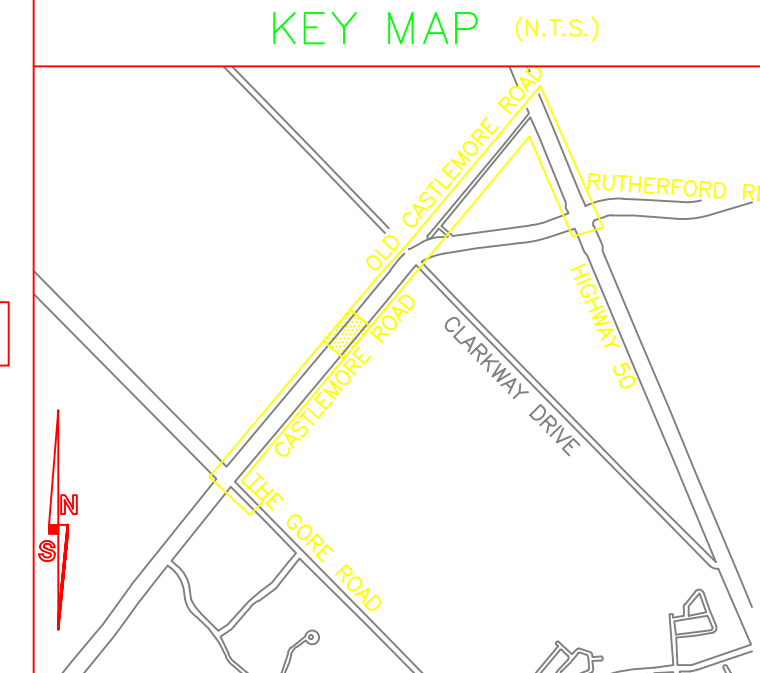 KEY MAP (N.T.S.)
OLD CASTLEMORE ROAD
RUTHERFORD
HIGHWAY 50
CASTLEMORE ROAD
CLARKWAY DRIVE
THE GORE ROAD
N
S